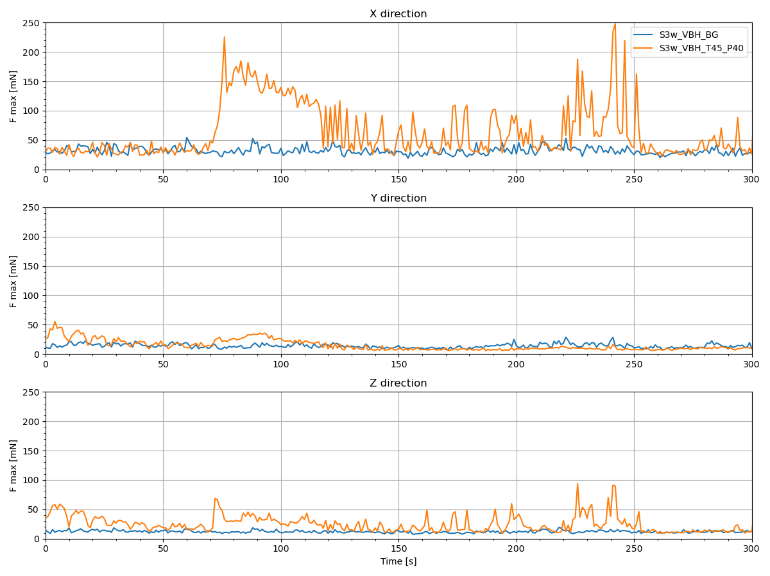 X direction
F max [mN]
250
200
150
100
50
0
S3w_VBH_BG
S3w_VBH_T45_P40
0 50 100 150 200 250 300
Y direction
F max [mN]
250
200
150
100
50
0
0 50 100 150 200 250 300
Z direction
F max [mN]
250
200
150
100
50
0
0 50 100 150 200 250 300
Time [s]